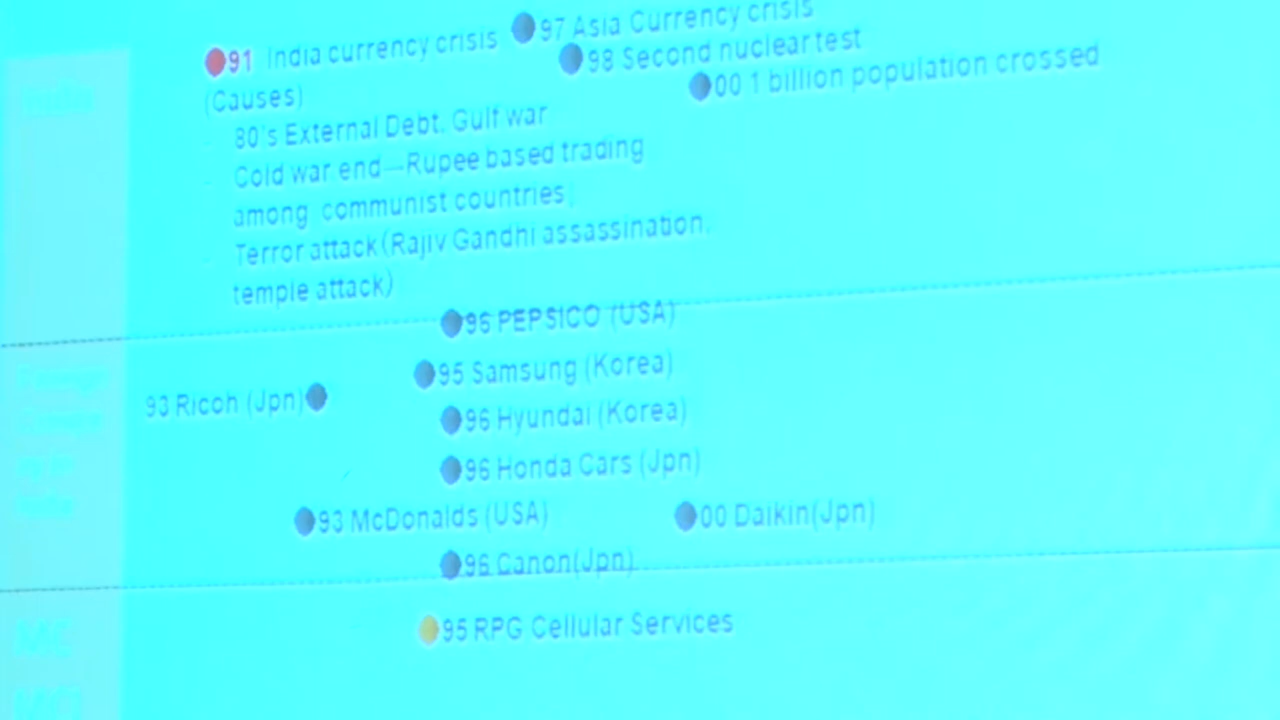 97 Asia Currency crisis
91 India currency crisis
98 Second nuclear test
00 1 billion population crossed
(Causes)
- 80's External Debt, Gulf war
- Cold war end—Rupee based trading
among communist countries,
- Terror attack (Rajiv Gandhi assassination,
temple attack)
96 PEPSICO (USA)
95 Samsung (Korea)
93 Ricoh (Jpn)
96 Hyundai (Korea)
96 Honda Cars (Jpn)
93 McDonalds (USA)
00 Daikin(Jpn)
96 Canon(Jpn)
95 RPG Cellular Services